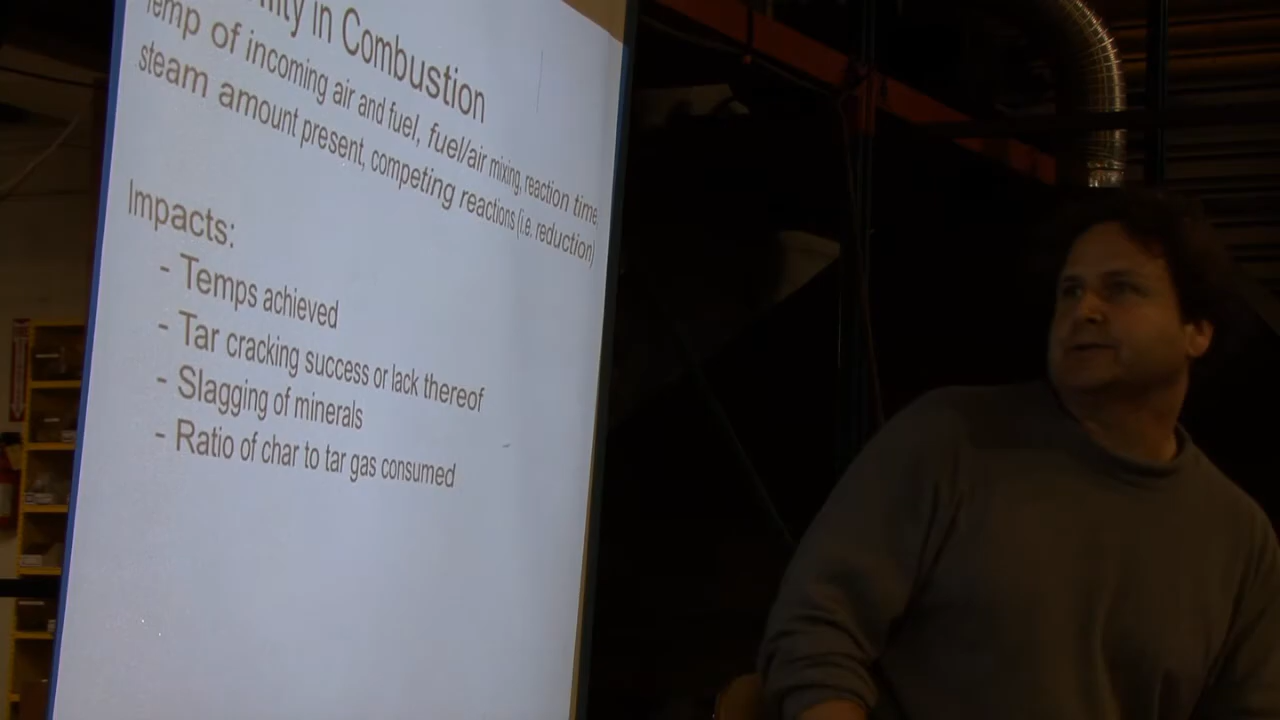 in Combustion
Temp of incoming air and fuel, fuel/air mixing, reaction time,
steam amount present, competing reactions (i.e. reduction)
Impacts:
- Temps achieved
- Tar cracking success or lack thereof
- Slagging of minerals
- Ratio of char to tar gas consumed